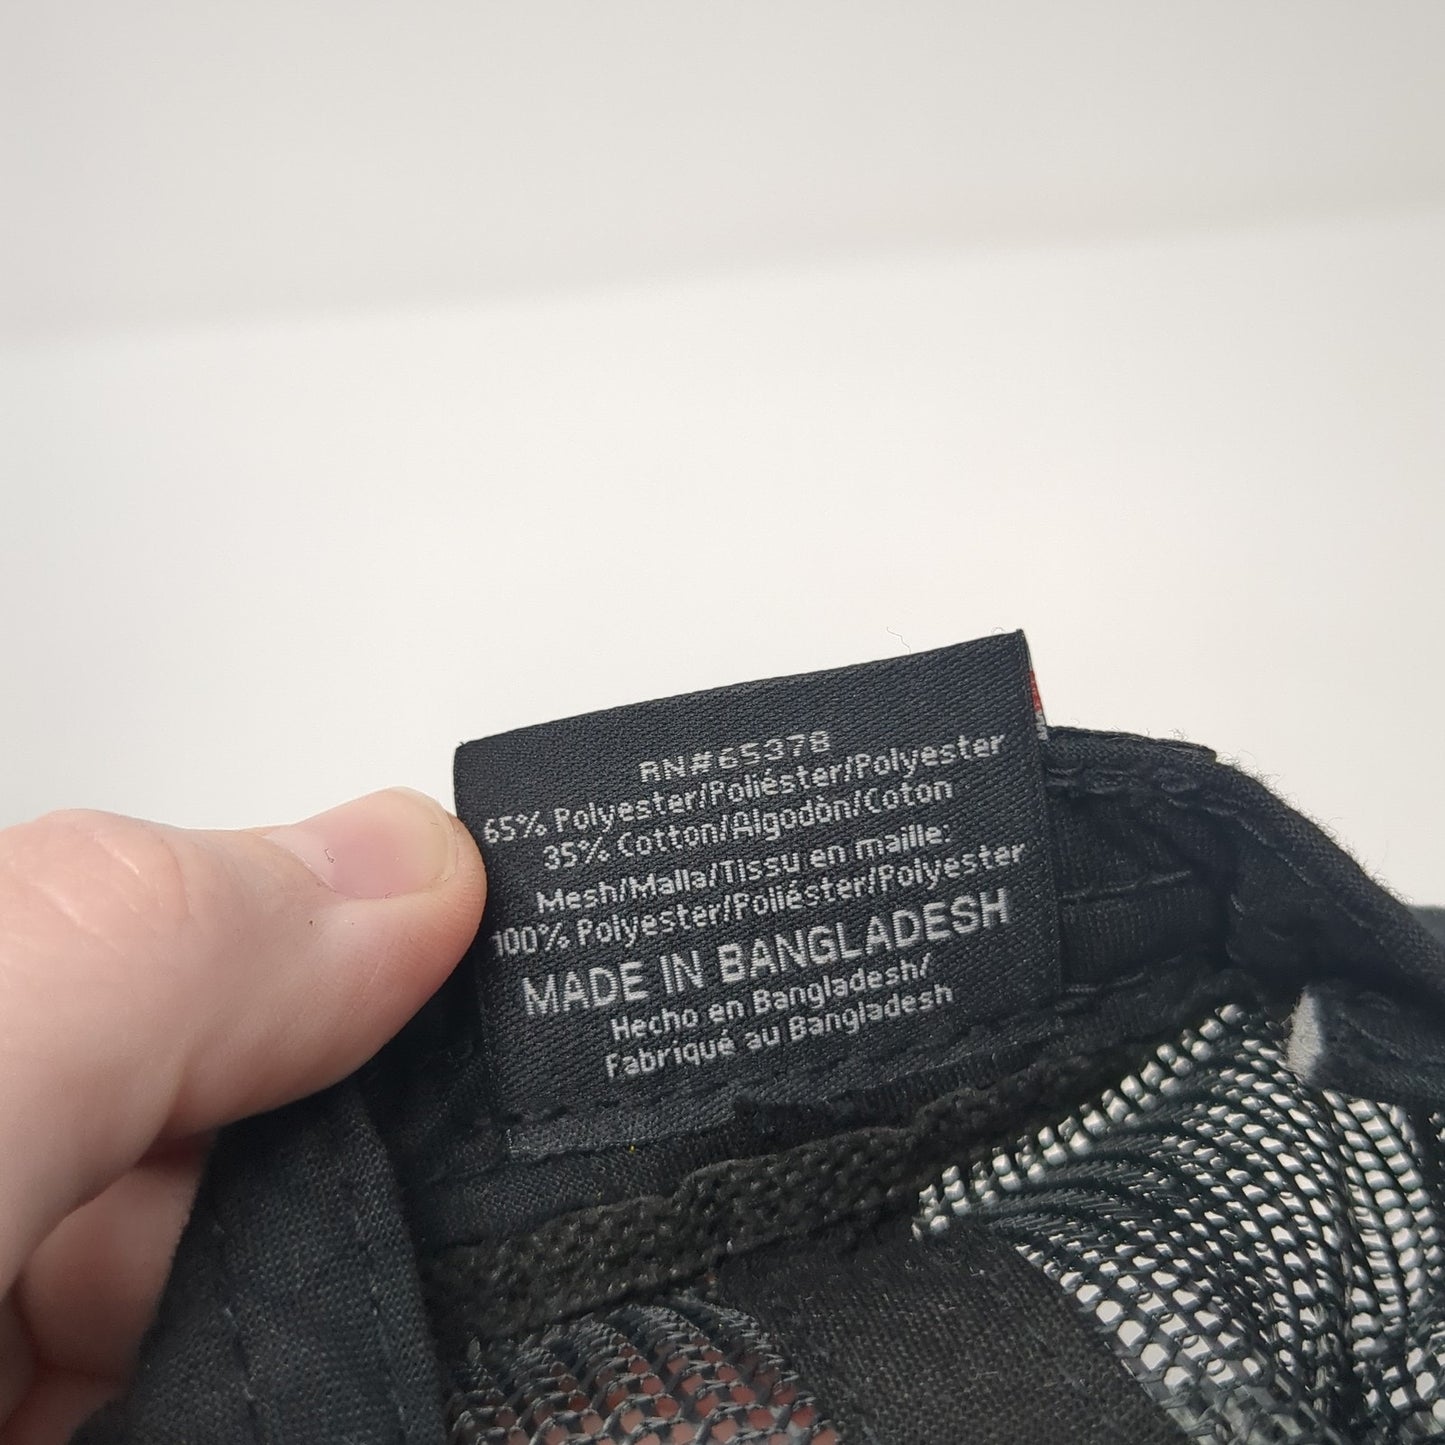 RN#65378
65% Polyester/Poliéster/Polyester
35% Cotton/Algodòn/Coton
Mesh/Malla/Tissu en maille:
100% Polyester/Poliéster/Polyester
MADE IN BANGLADESH
Hecho en Bangladesh/
Fabriqué au Bangladesh